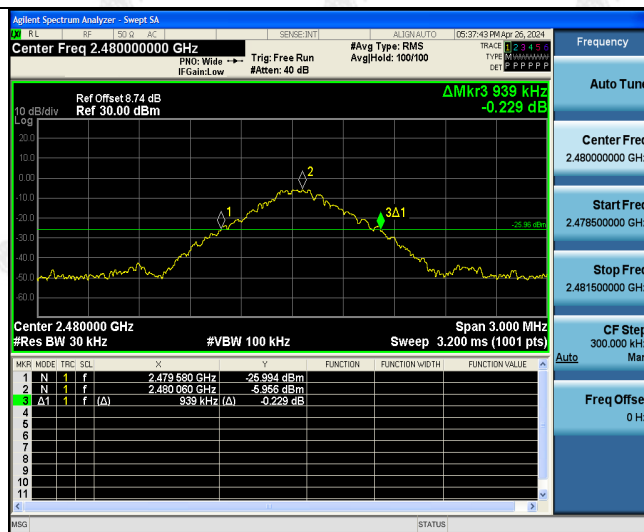 Agilent Spectrum Analyzer - Swept SA
LXI RL RF 50 Ω AC SENSE:INT ALIGN AUTO 05:37:43 PM Apr 26, 2024
Center Freq 2.480000000 GHz #Avg Type: RMS TRACE 1 2 3 4 5 6
PNO: Wide Trig: Free Run Avg|Hold: 100/100 TYPE M
IFGain:Low #Atten: 40 dB DET P P P P P P
ΔMkr3 939 kHz
Ref Offset 8.74 dB
-0.229 dB
10 dB/div Ref 30.00 dBm
Log
20.0
10.0
0.00
-10.0
-20.0
-30.0
-40.0
-50.0
-60.0
1
2
3Δ1
-25.96 dBm
Center 2.480000 GHz Span 3.000 MHz
#Res BW 30 kHz #VBW 100 kHz Sweep 3.200 ms (1001 pts)
MKR MODE TRC SCL X Y FUNCTION FUNCTION WIDTH FUNCTION VALUE
1 N 1 f 2.479 580 GHz -25.994 dBm
2 N 1 f 2.480 060 GHz -5.956 dBm
3 Δ1 1 f (Δ) 939 kHz (Δ) -0.229 dB
4
5
6
7
8
9
10
11
MSG STATUS
Frequency
Auto Tune
Center Freq
2.480000000 GHz
Start Freq
2.478500000 GHz
Stop Freq
2.481500000 GHz
CF Step
300.000 kHz
Auto Man
Freq Offset
0 Hz